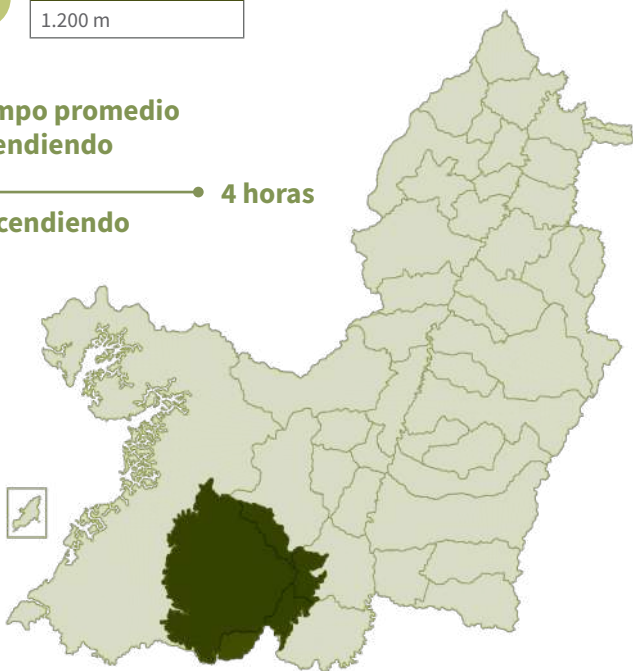 1.200 m
mpo promedio
endiendo
4 horas
cendiendo